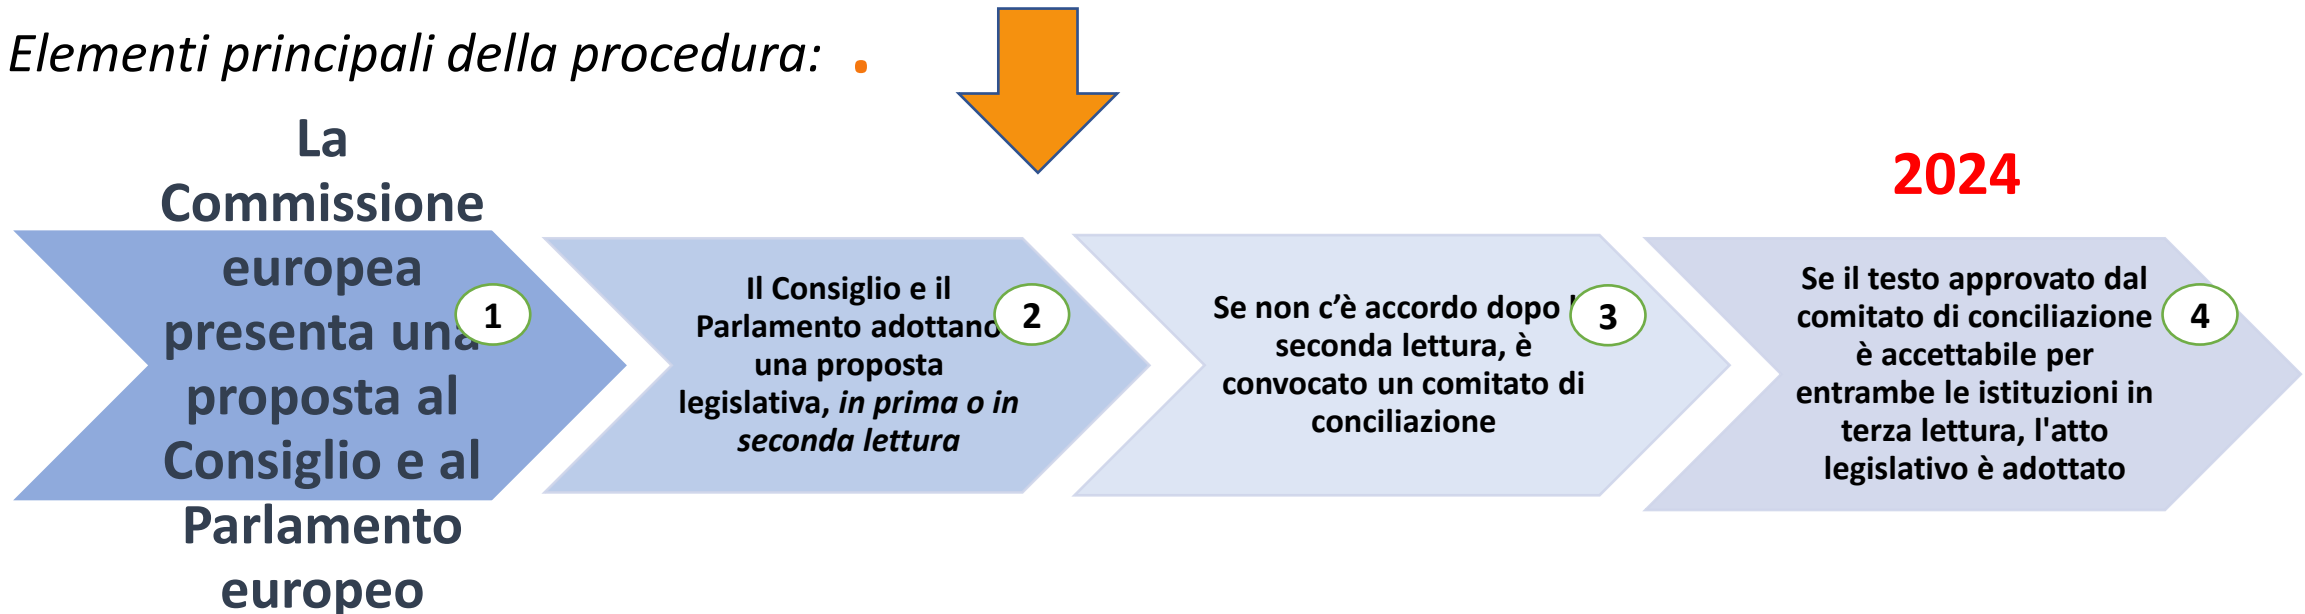 Elementi principali della procedura: .
La
Commissione
europea
presenta una
proposta al
Consiglio e al
Parlamento
europeo
1
Il Consiglio e il
Parlamento adottano
una proposta
legislativa, in prima o in
seconda lettura
2
Se non c’è accordo dopo
seconda lettura, è
convocato un comitato di
conciliazione
3
2024
Se il testo approvato dal
comitato di conciliazione
è accettabile per
entrambe le istituzioni in
terza lettura, l'atto
legislativo è adottato
4